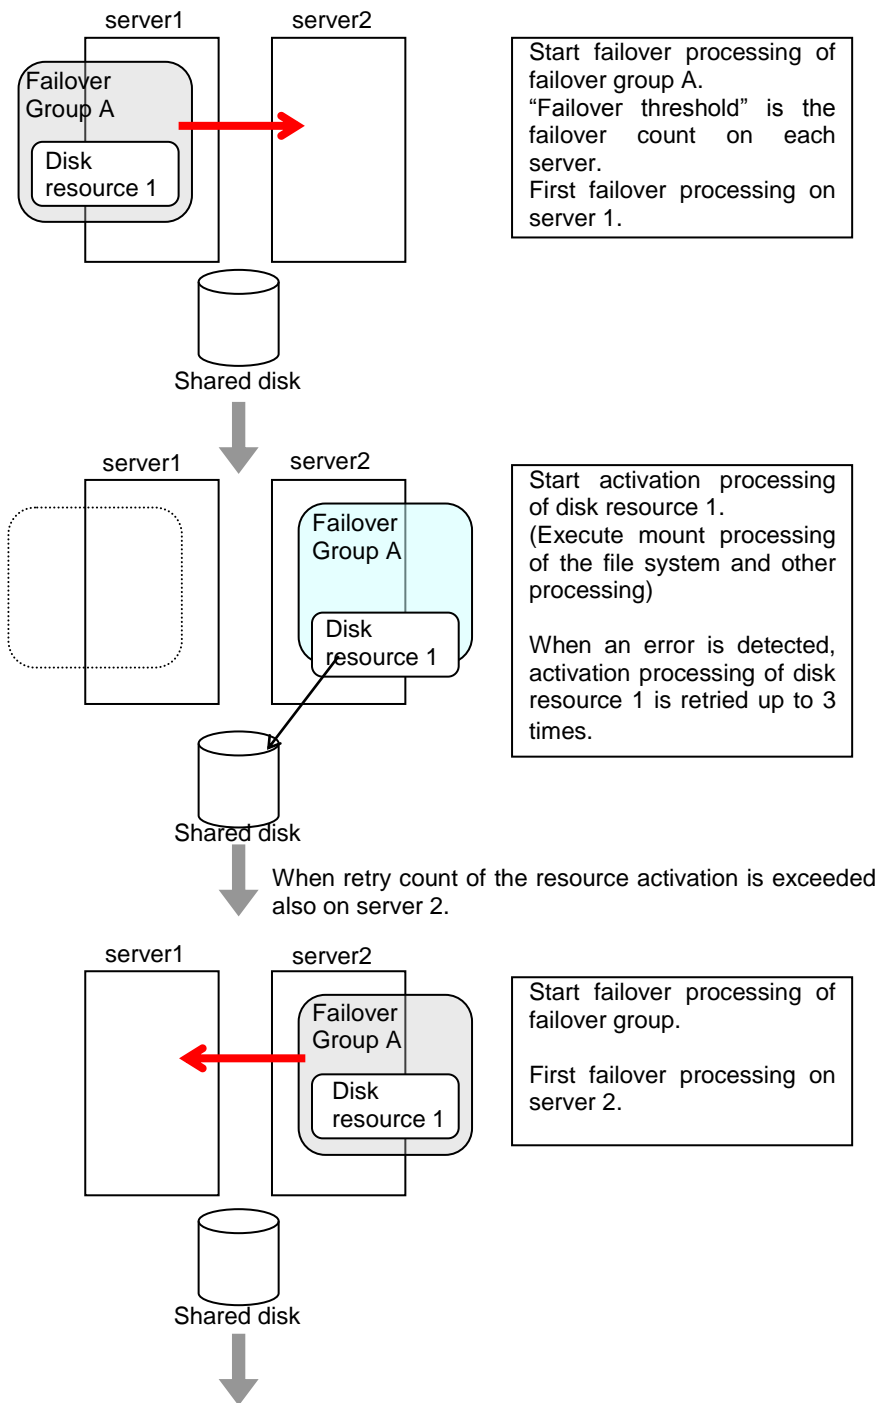 server1
server2
Failover
Group A
Disk
resource 1
Shared disk
Start failover processing of
failover group A.
“Failover threshold” is the
failover count on each
server.
First failover processing on
server 1.
server1
server2
Failover
Group A
Disk
resource 1
Shared disk
Start activation processing
of disk resource 1.
(Execute mount processing
of the file system and other
processing)
When an error is detected,
activation processing of disk
resource 1 is retried up to 3
times.
When retry count of the resource activation is exceeded
also on server 2.
server1
server2
Failover
Group A
Disk
resource 1
Shared disk
Start failover processing of
failover group.
First failover processing on
server 2.